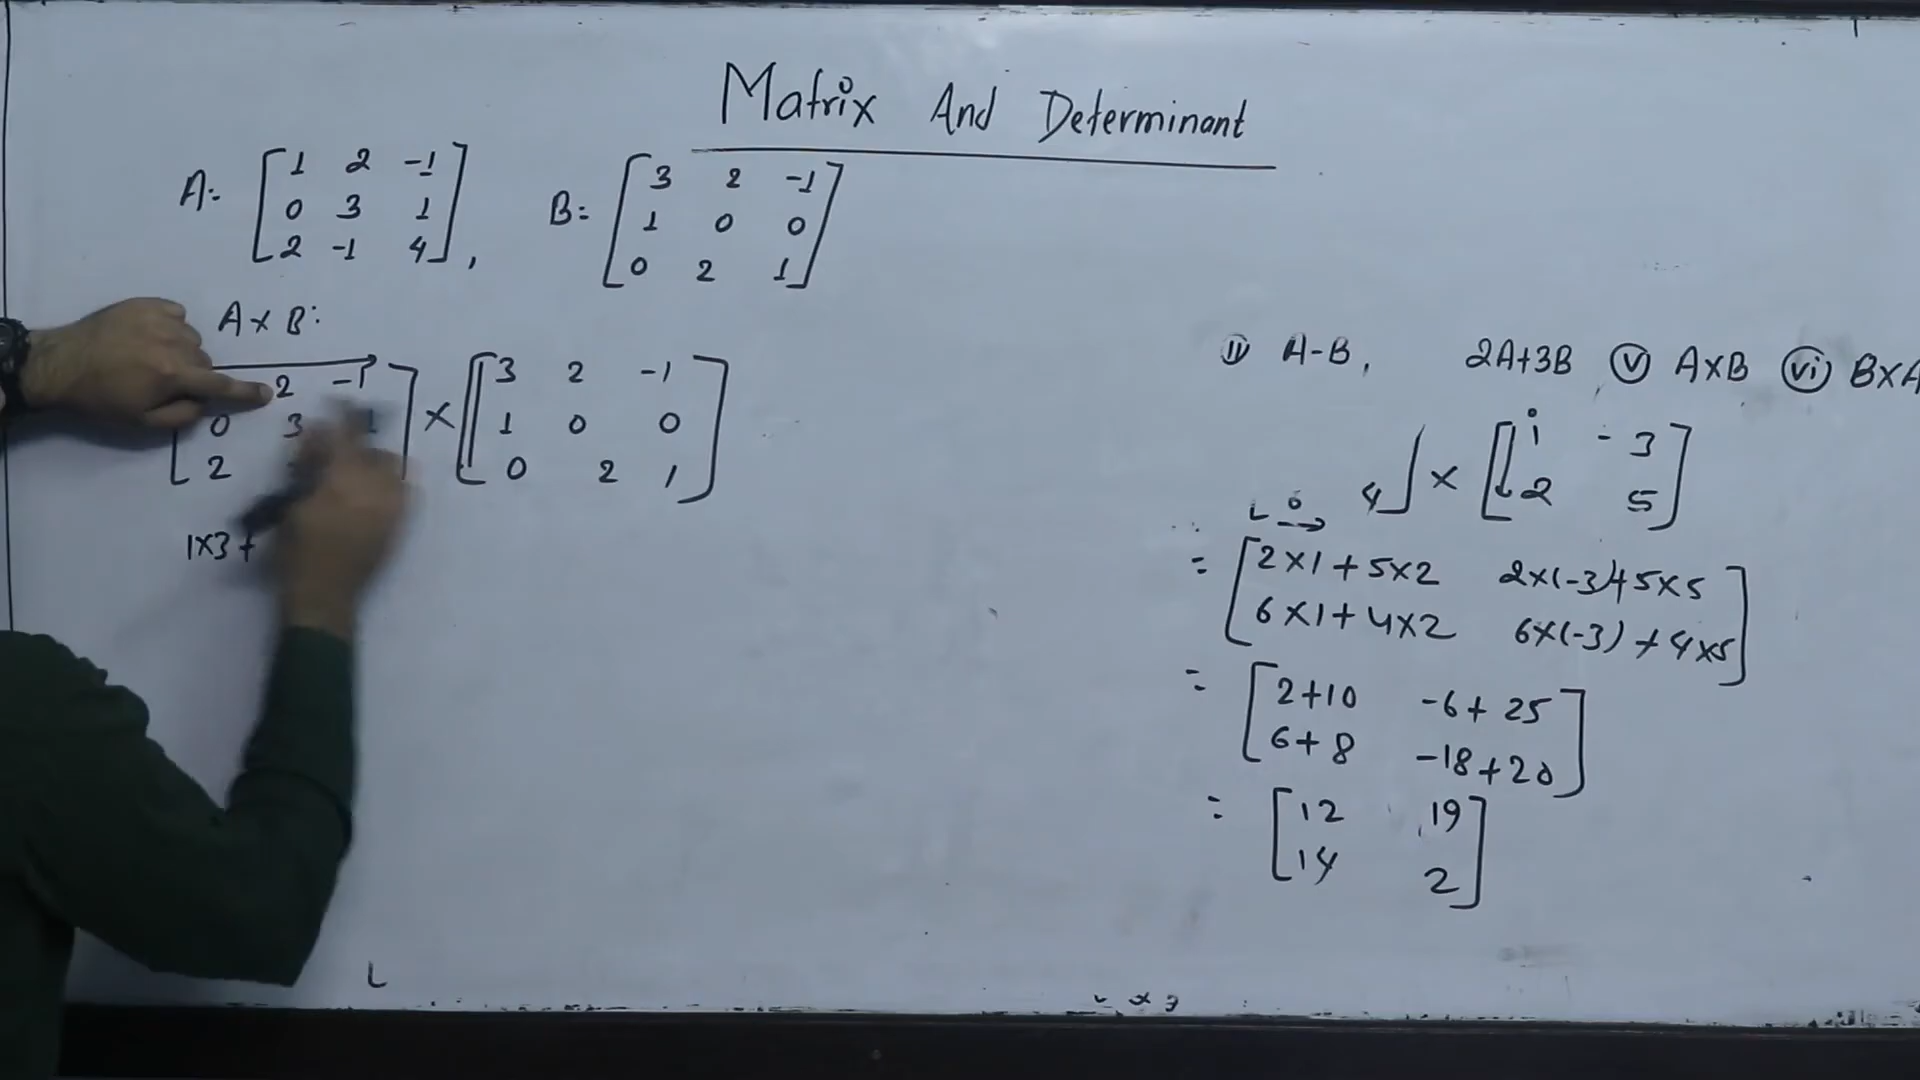 Matrix And Determinant
A= [1 2 -1
0 3 1
2 -1 4],
B= [3 2 -1
1 0 0
0 2 1]
A×B:
2 -1] × [3 2 -1
0 3 1 1 0 0
2 0 2 1]
1×3+
iv A-B, 2A+3B v A×B vi B×A
4] × [1 -3
2 5]
= [2×1+5×2 2×(-3)+5×5
6×1+4×2 6×(-3)+4×5]
= [2+10 -6+25
6+8 -18+20]
= [12 19
14 2]